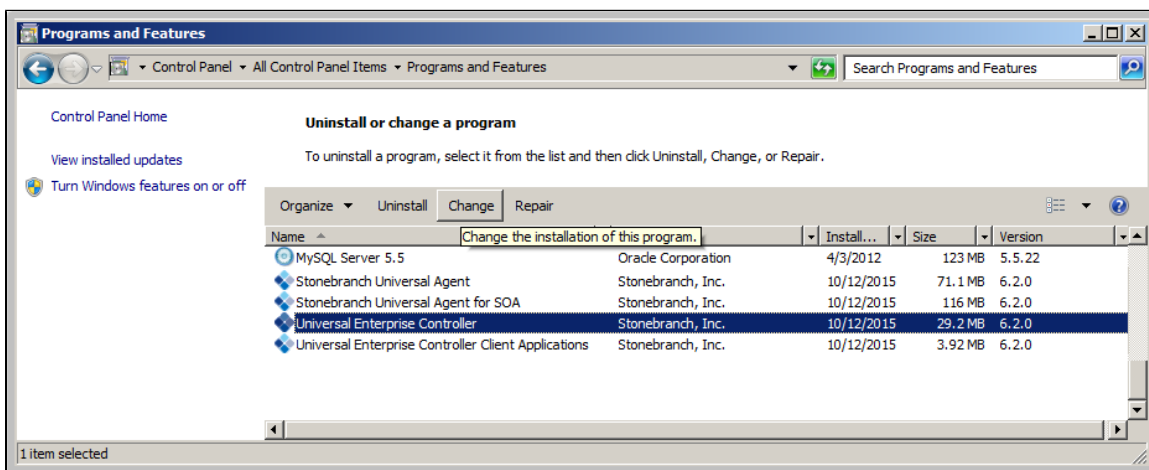 Programs and Features
Control Panel All Control Panel Items Programs and Features Search Programs and Features
Control Panel Home
View installed updates
Turn Windows features on or off
Uninstall or change a program
To uninstall a program, select it from the list and then click Uninstall, Change, or Repair.
Organize Uninstall Change Repair
Change the installation of this program.
Name Install... Size Version
MySQL Server 5.5 Oracle Corporation 4/3/2012 123 MB 5.5.22
Stonebranch Universal Agent Stonebranch, Inc. 10/12/2015 71.1 MB 6.2.0
Stonebranch Universal Agent for SOA Stonebranch, Inc. 10/12/2015 116 MB 6.2.0
Universal Enterprise Controller Stonebranch, Inc. 10/12/2015 29.2 MB 6.2.0
Universal Enterprise Controller Client Applications Stonebranch, Inc. 10/12/2015 3.92 MB 6.2.0
1 item selected